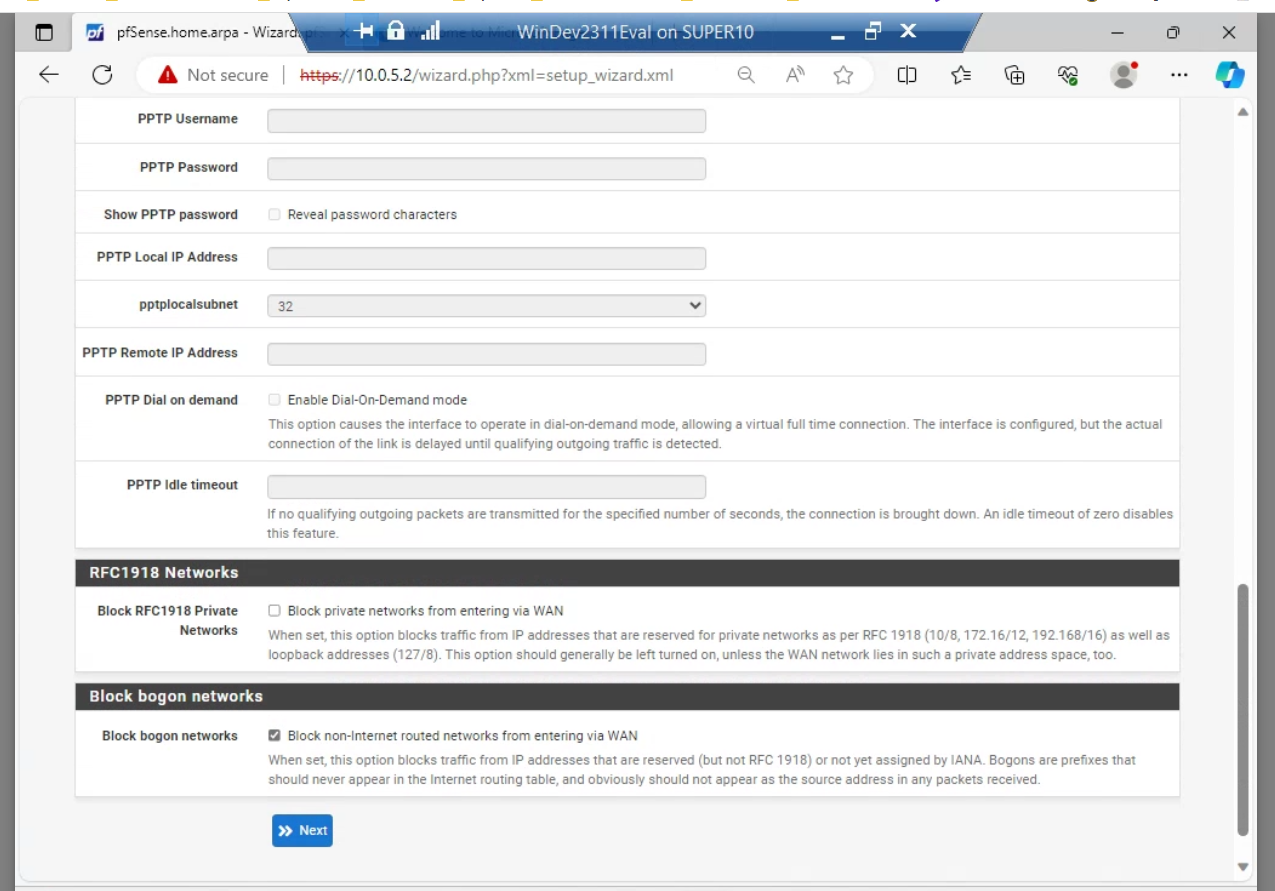 pfSense.home.arpa - Wizard:
WinDev2311Eval on SUPER10
Not secure | https://10.0.5.2/wizard.php?xml=setup_wizard.xml
PPTP Username
PPTP Password
Show PPTP password
Reveal password characters
PPTP Local IP Address
pptplocalsubnet
32
PPTP Remote IP Address
PPTP Dial on demand
Enable Dial-On-Demand mode
This option causes the interface to operate in dial-on-demand mode, allowing a virtual full time connection. The interface is configured, but the actual
connection of the link is delayed until qualifying outgoing traffic is detected.
PPTP Idle timeout
If no qualifying outgoing packets are transmitted for the specified number of seconds, the connection is brought down. An idle timeout of zero disables
this feature.
RFC1918 Networks
Block RFC1918 Private
Networks
Block private networks from entering via WAN
When set, this option blocks traffic from IP addresses that are reserved for private networks as per RFC 1918 (10/8, 172.16/12, 192.168/16) as well as
loopback addresses (127/8). This option should generally be left turned on, unless the WAN network lies in such a private address space, too.
Block bogon networks
Block bogon networks
Block non-Internet routed networks from entering via WAN
When set, this option blocks traffic from IP addresses that are reserved (but not RFC 1918) or not yet assigned by IANA. Bogons are prefixes that
should never appear in the Internet routing table, and obviously should not appear as the source address in any packets received.
Next